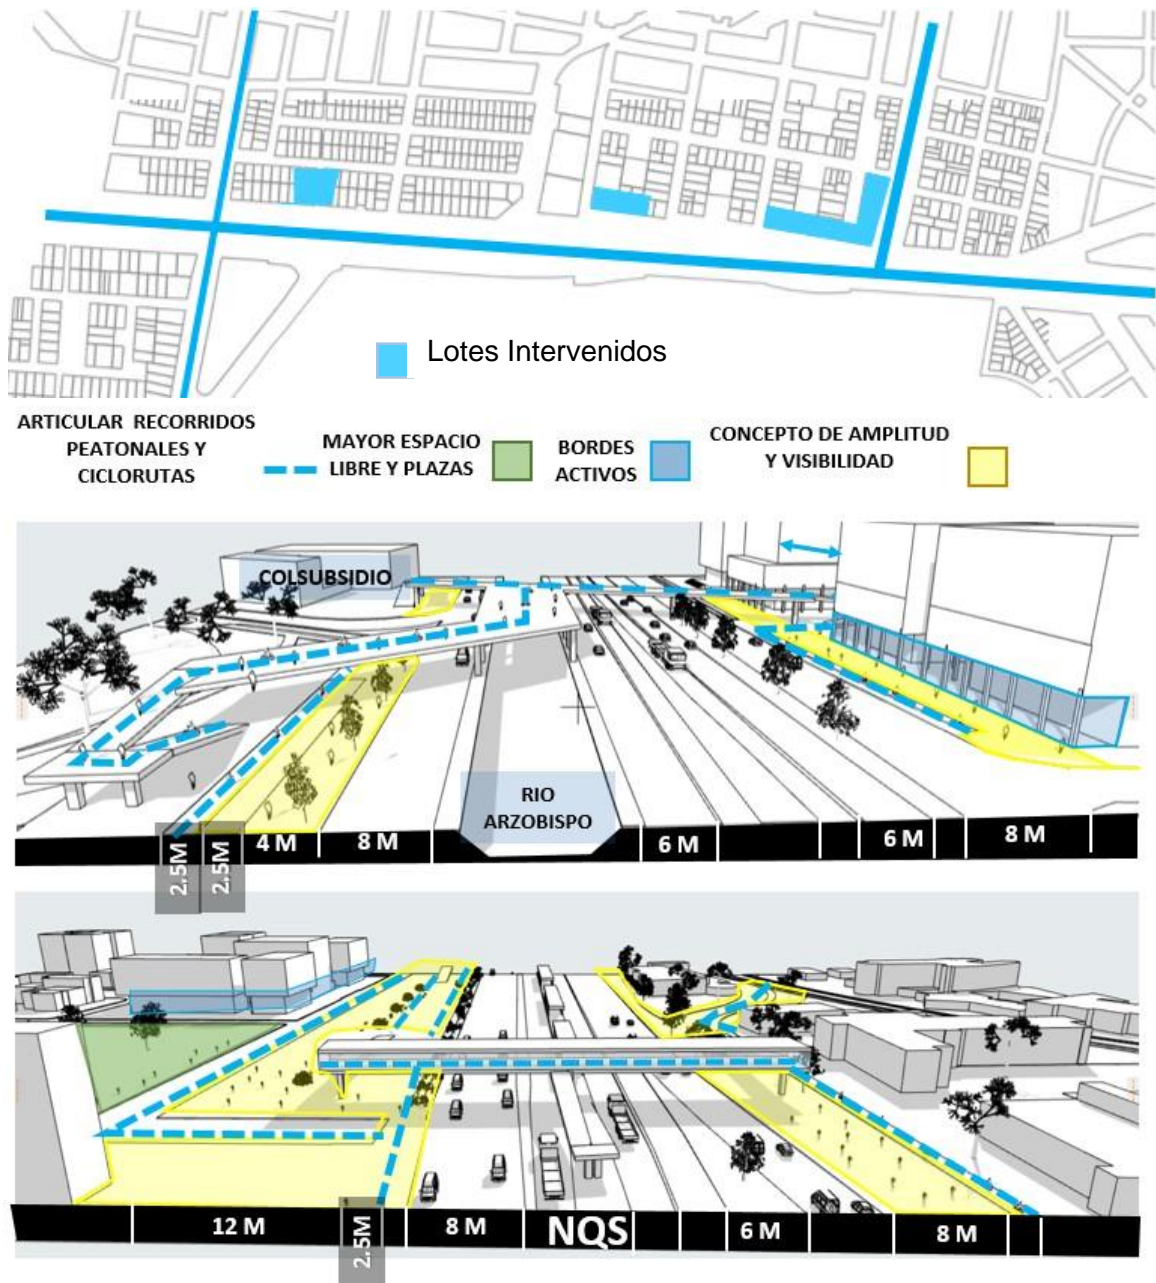 Lotes Intervenidos
ARTICULAR RECORRIDOS
PEATONALES Y
CICLORUTAS
MAYOR ESPACIO
LIBRE Y PLAZAS
BORDES
ACTIVOS
CONCEPTO DE AMPLITUD
Y VISIBILIDAD
COLSUBSIDIO
RIO
ARZOBISPO
2.5M
2.5M
4 M
8 M
6 M
6 M
8 M
12 M
2.5M
8 M
NQS
6 M
8 M